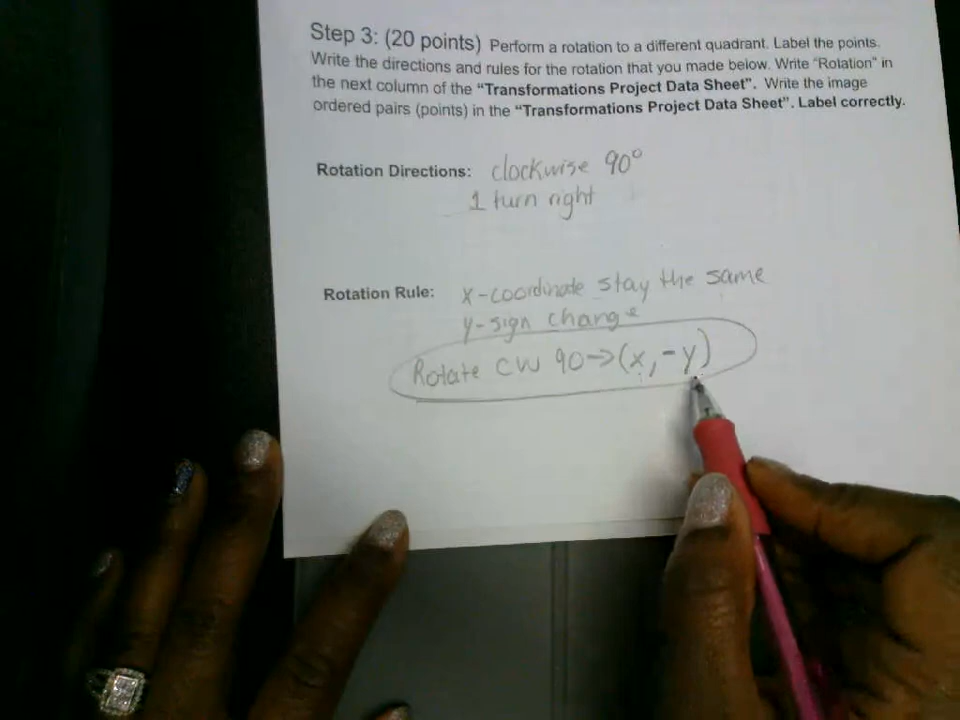 Step 3: (20 points) Perform a rotation to a different quadrant. Label the points.
Write the directions and rules for the rotation that you made below. Write "Rotation" in
the next column of the "Transformations Project Data Sheet". Write the image
ordered pairs (points) in the "Transformations Project Data Sheet". Label correctly.
Rotation Directions: clockwise 90°
1 turn right
Rotation Rule: x-coordinate stay the same
y-sign change
Rotate CW 90->(x,-y)